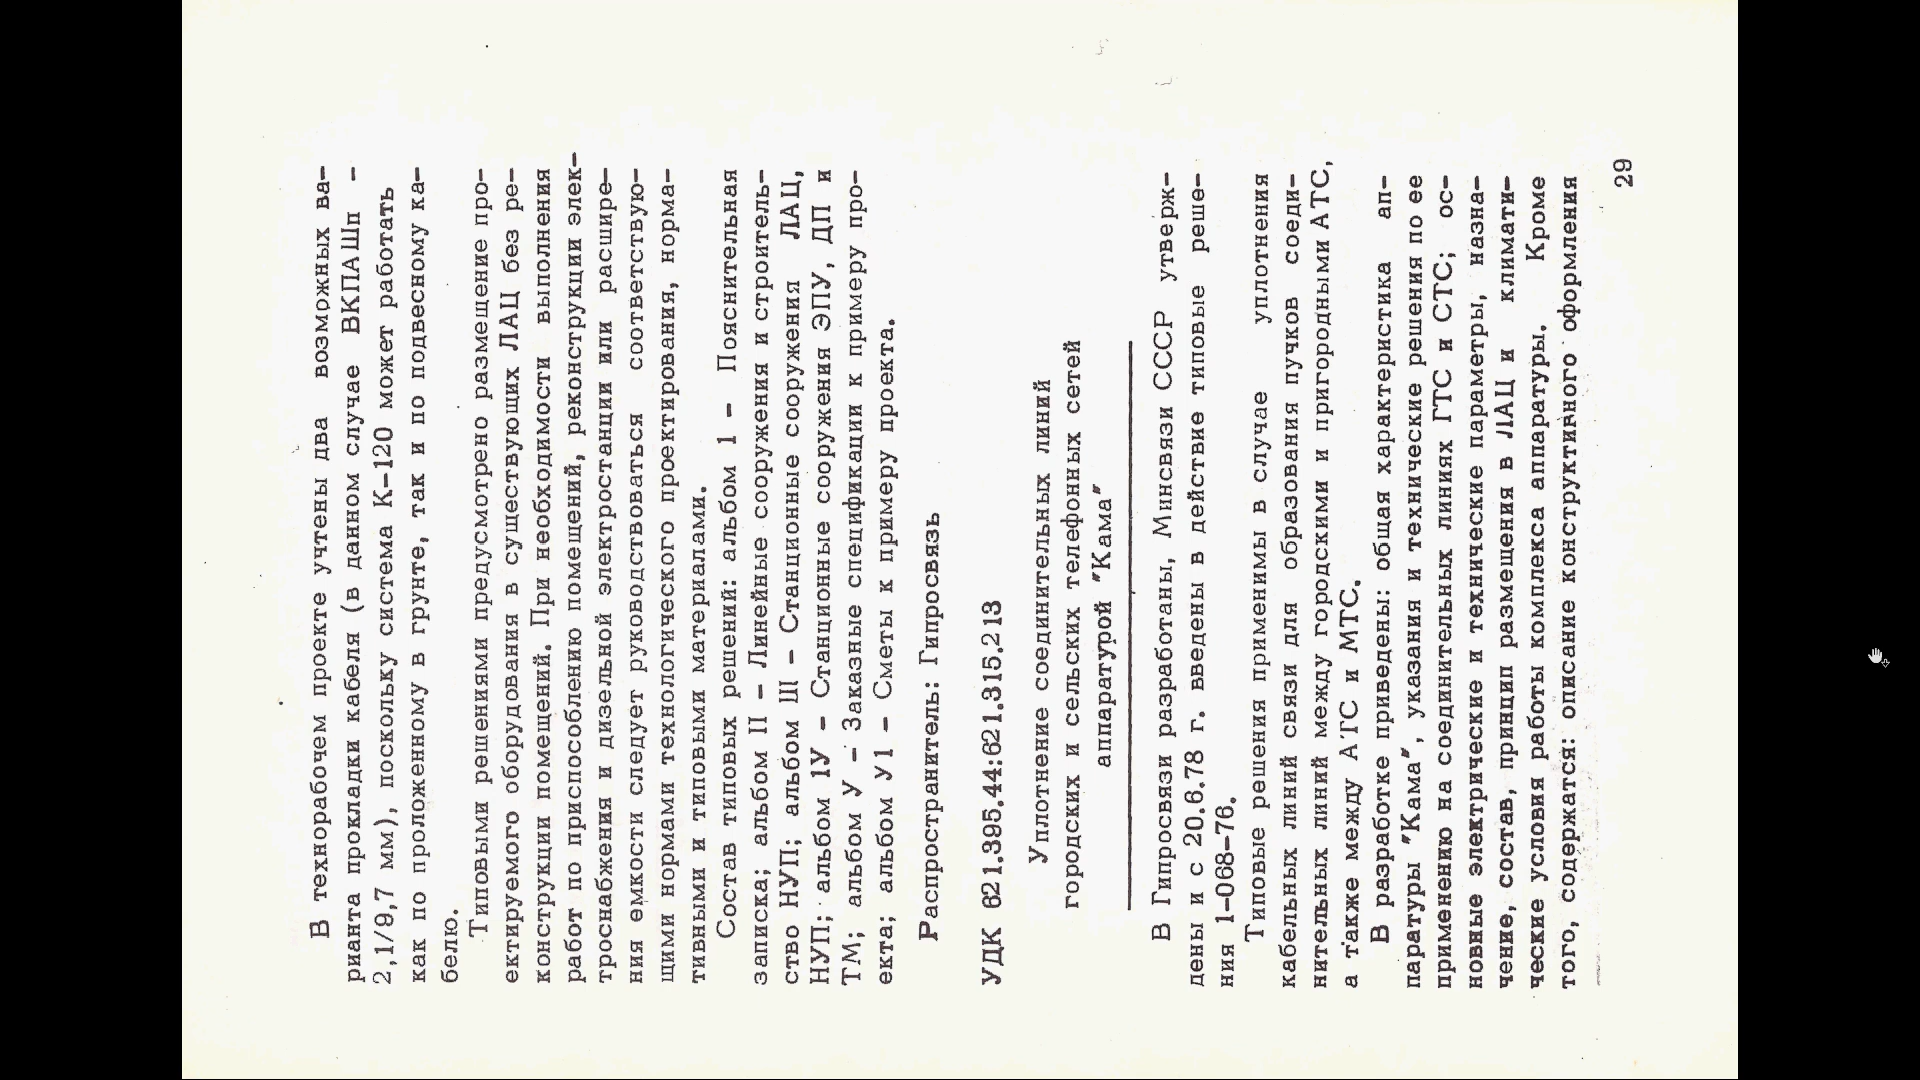 В технорабочем проекте учтены два возможных ва-
рианта прокладки кабеля (в данном случае ВКПАШп -
2,1/9,7 мм), поскольку система К-120 может работать
как по проложенному в грунте, так и по подвесному ка-
белю.
Типовыми решениями предусмотрено размещение про-
ектируемого оборудования в существующих ЛАЦ без ре-
конструкции помещений. При необходимости выполнения
работ по приспособлению помещений, реконструкции элек-
троснабжения и дизельной электростанции или расшире-
ния емкости следует руководствоваться соответствую-
щими нормами технологического проектирования, норма-
тивными и типовыми материалами.
Состав типовых решений: альбом 1 - Пояснительная
записка; альбом II - Линейные сооружения и строитель-
ство НУП; альбом Ш - Станционные сооружения ЛАЦ,
НУП; альбом 1У - Станционные сооружения ЭПУ, ДП и
ТМ; альбом У - Заказные спецификации к примеру про-
екта; альбом У1 - Сметы к примеру проекта.
Распространитель: Гипросвязь
УДК 621.395.44:621.315.213
Уплотнение соединительных линий
городских и сельских телефонных сетей
аппаратурой "Кама"
В Гипросвязи разработаны, Минсвязи СССР утверж-
дены и с 20.6.78 г. введены в действие типовые реше-
ния 1-068-76.
Типовые решения применимы в случае уплотнения
кабельных линий связи для образования пучков соеди-
нительных линий между городскими и пригородными АТС,
а также между АТС и МТС.
В разработке приведены: общая характеристика ап-
паратуры "Кама", указания и технические решения по ее
применению на соединительных линиях ГТС и СТС; ос-
новные электрические и технические параметры, назна-
чение, состав, принцип размещения в ЛАЦ и климати-
ческие условия работы комплекса аппаратуры. Кроме
того, содержатся: описание конструктивного оформления
29